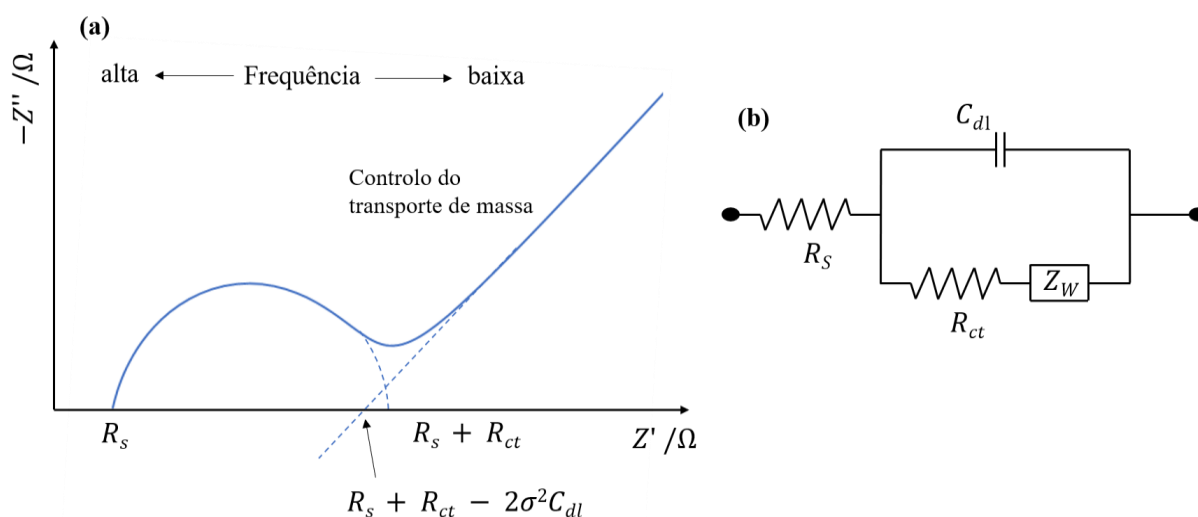 (a)
alta Frequência baixa
−Z'' /Ω
Controlo do
transporte de massa
R_s
R_s + R_ct
Z' /Ω
R_s + R_ct − 2σ²C_dl
(b)
C_dl
R_S
Z_W
R_ct